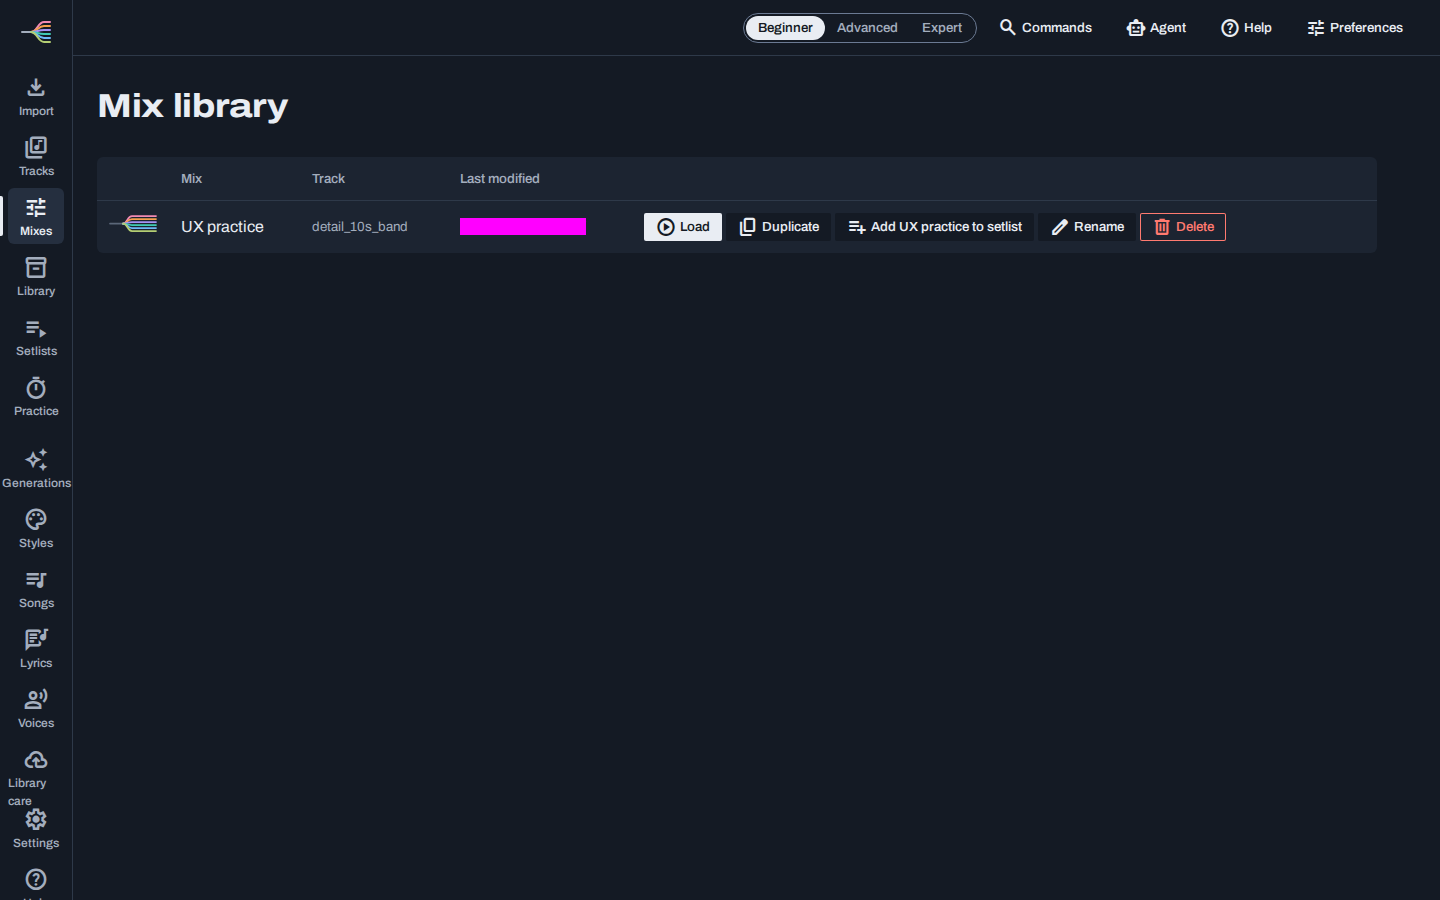 Beginner Advanced Expert Commands Agent Help Preferences
Import
Tracks
Mixes
Library
Setlists
Practice
Generations
Styles
Songs
Lyrics
Voices
Library
care
Settings
Mix library
Mix Track Last modified
UX practice detail_10s_band Load Duplicate Add UX practice to setlist Rename Delete